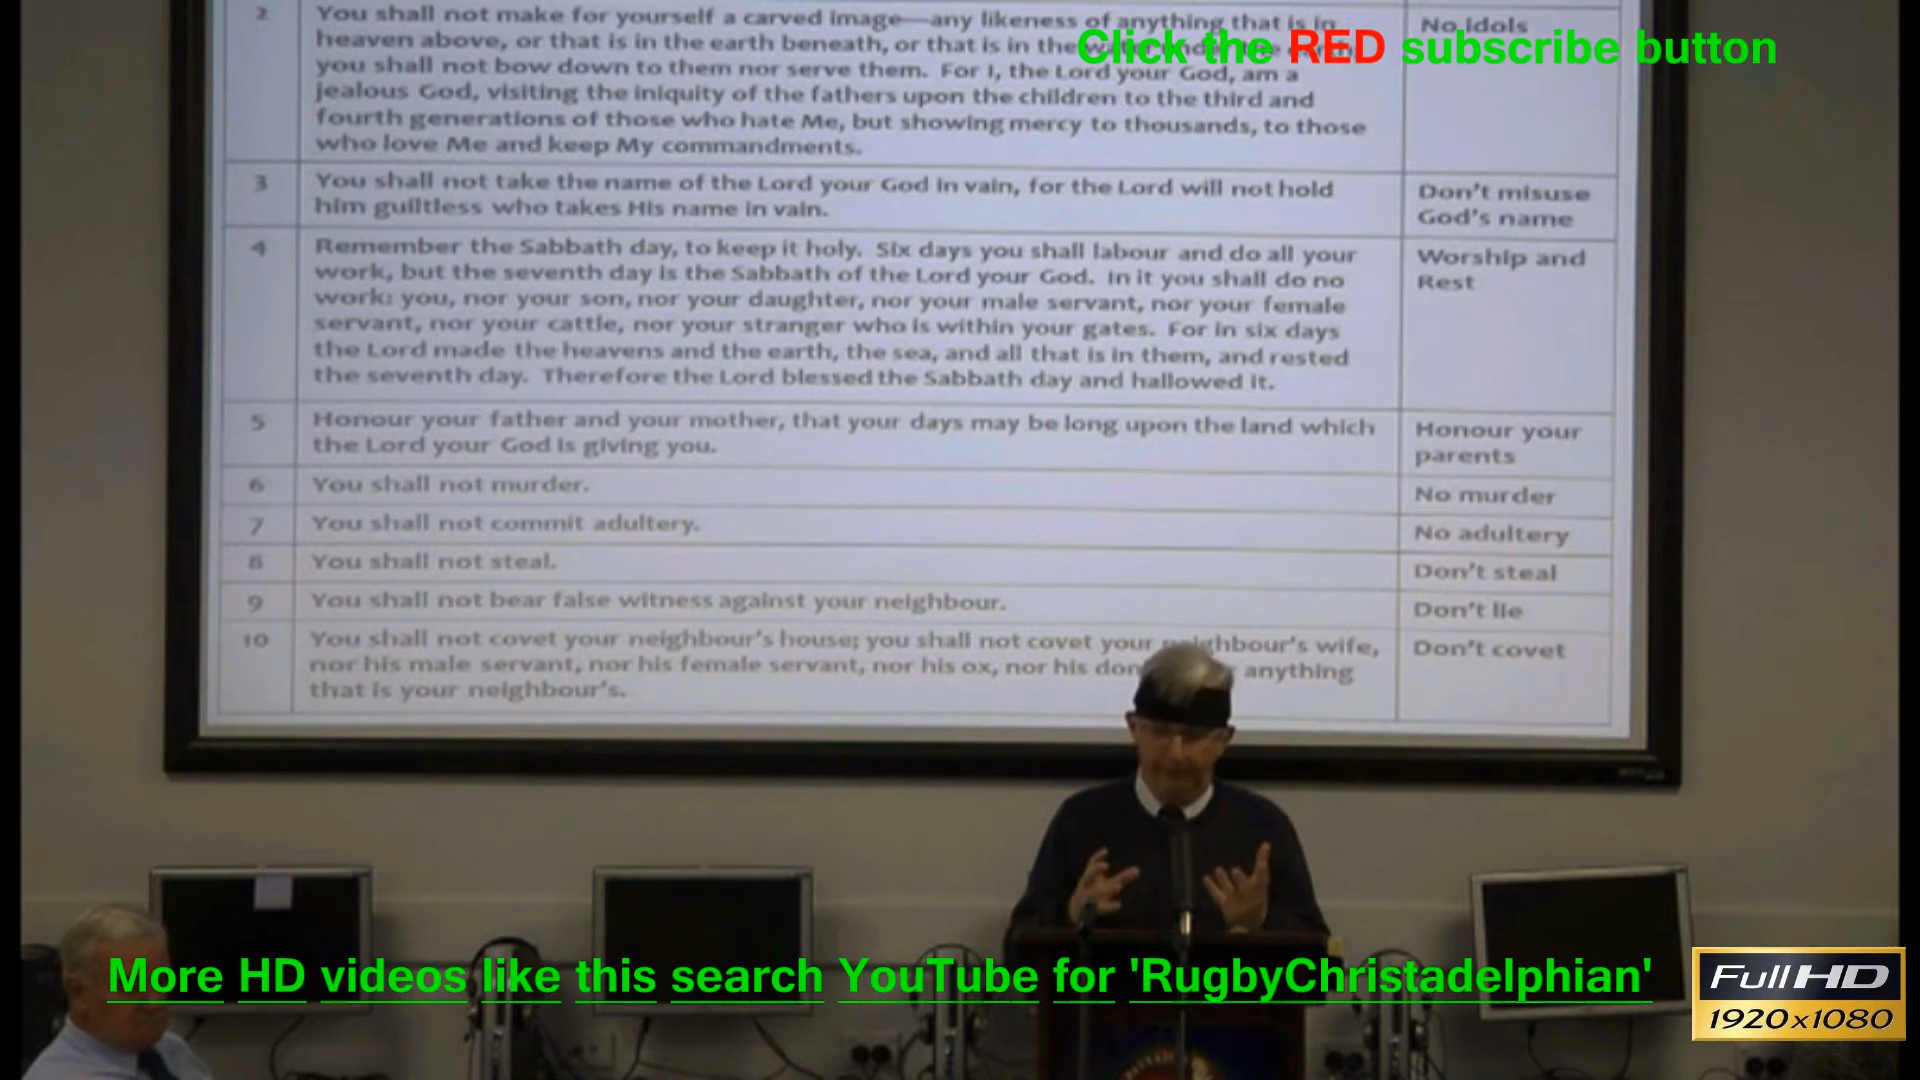 2
You shall not make for yourself a carved image—any likeness of anything that is in
heaven above, or that is in the earth beneath, or that is in the water under the
you shall not bow down to them nor serve them. For I, the Lord your God, am a
jealous God, visiting the iniquity of the fathers upon the children to the third and
fourth generations of those who hate Me, but showing mercy to thousands, to those
who love Me and keep My commandments.
No idols
Click the RED subscribe button
3
You shall not take the name of the Lord your God in vain, for the Lord will not hold
him guiltless who takes His name in vain.
Don't misuse
God's name
4
Remember the Sabbath day, to keep it holy. Six days you shall labour and do all your
work, but the seventh day is the Sabbath of the Lord your God. In it you shall do no
work: you, nor your son, nor your daughter, nor your male servant, nor your female
servant, nor your cattle, nor your stranger who is within your gates. For in six days
the Lord made the heavens and the earth, the sea, and all that is in them, and rested
the seventh day. Therefore the Lord blessed the Sabbath day and hallowed it.
Worship and
Rest
5
Honour your father and your mother, that your days may be long upon the land which
the Lord your God is giving you.
Honour your
parents
6
You shall not murder.
No murder
7
You shall not commit adultery.
No adultery
8
You shall not steal.
Don't steal
9
You shall not bear false witness against your neighbour.
Don't lie
10
You shall not covet your neighbour's house; you shall not covet your neighbour's wife,
nor his male servant, nor his female servant, nor his ox, nor his anything
that is your neighbour's.
Don't covet
More HD videos like this search YouTube for 'RugbyChristadelphian'
Full HD
1920x1080